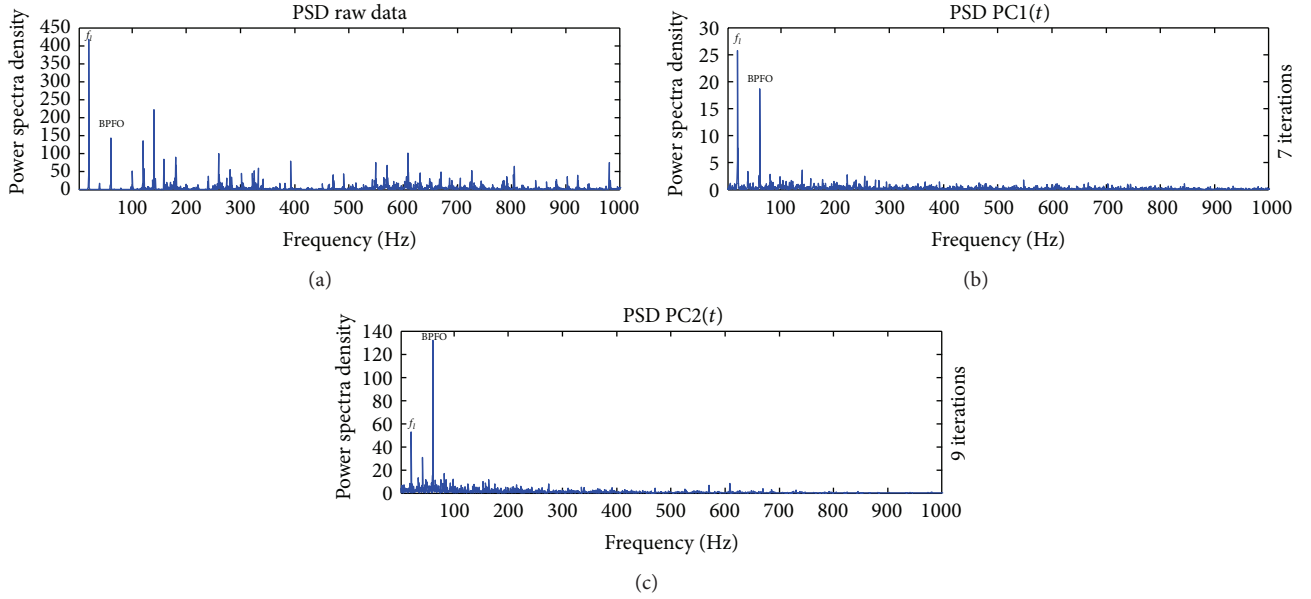 PSD raw data
Power spectra density
450
400
350
300
250
200
150
100
50
0
f_l
BPFO
100 200 300 400 500 600 700 800 900 1000
Frequency (Hz)
(a)
PSD PC1(t)
Power spectra density
30
25
20
15
10
5
0
f_l
BPFO
7 iterations
100 200 300 400 500 600 700 800 900 1000
Frequency (Hz)
(b)
PSD PC2(t)
Power spectra density
140
120
100
80
60
40
20
0
BPFO
f_l
9 iterations
100 200 300 400 500 600 700 800 900 1000
Frequency (Hz)
(c)